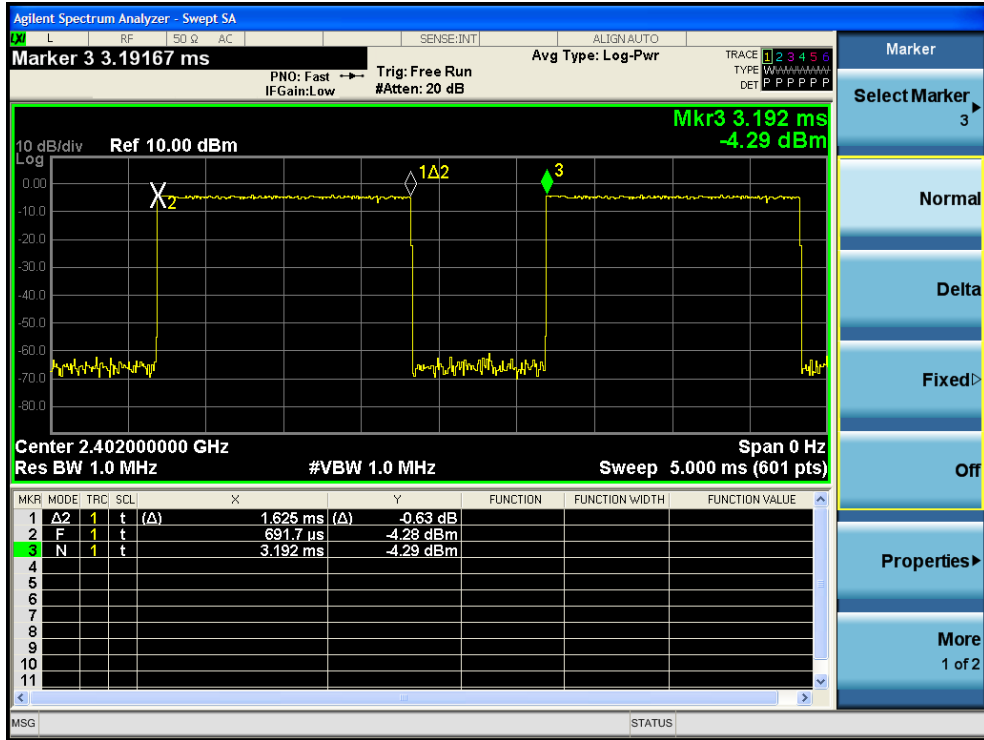 Agilent Spectrum Analyzer - Swept SA
LXI L RF 50 Ω AC SENSE:INT ALIGN AUTO
Marker 3 3.19167 ms
PNO: Fast
IFGain:Low
Trig: Free Run
#Atten: 20 dB
Avg Type: Log-Pwr
TRACE 1 2 3 4 5 6
TYPE
DET P P P P P P
Mkr3 3.192 ms
-4.29 dBm
10 dB/div Ref 10.00 dBm
Log
0.00
-10.0
-20.0
-30.0
-40.0
-50.0
-60.0
-70.0
-80.0
2
1Δ2
3
Center 2.402000000 GHz
Span 0 Hz
Res BW 1.0 MHz #VBW 1.0 MHz Sweep 5.000 ms (601 pts)
MKR MODE TRC SCL X Y FUNCTION FUNCTION WIDTH FUNCTION VALUE
1 Δ2 1 t (Δ) 1.625 ms (Δ) -0.63 dB
2 F 1 t 691.7 µs -4.28 dBm
3 N 1 t 3.192 ms -4.29 dBm
4
5
6
7
8
9
10
11
MSG STATUS
Marker
Select Marker
3
Normal
Delta
Fixed
Off
Properties
More
1 of 2